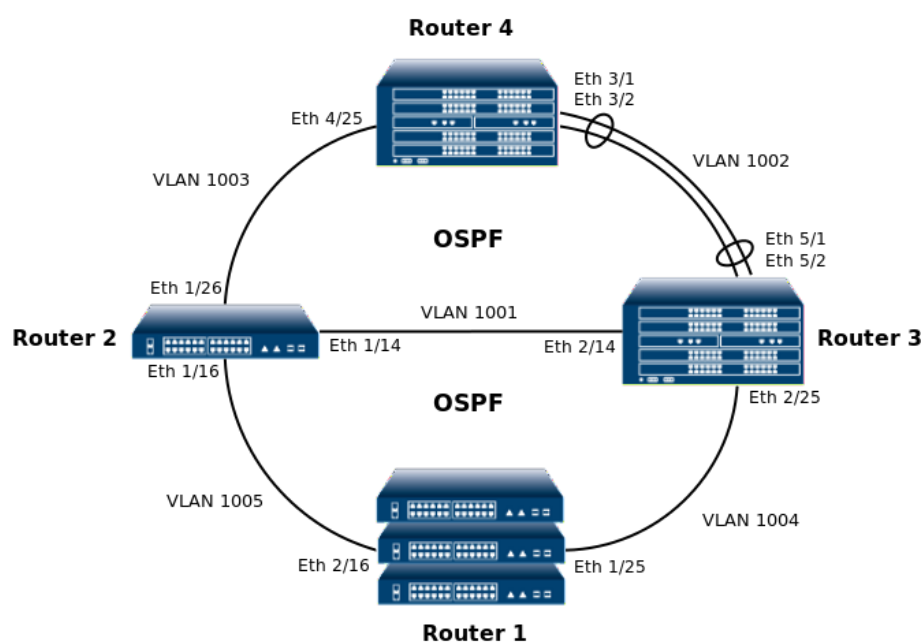 Router 4
Eth 3/1
Eth 3/2
Eth 4/25
VLAN 1002
VLAN 1003
OSPF
Eth 5/1
Eth 5/2
Eth 1/26
VLAN 1001
Router 2
Eth 1/14
Eth 2/14
Router 3
Eth 1/16
Eth 2/25
OSPF
VLAN 1005
VLAN 1004
Eth 2/16
Eth 1/25
Router 1